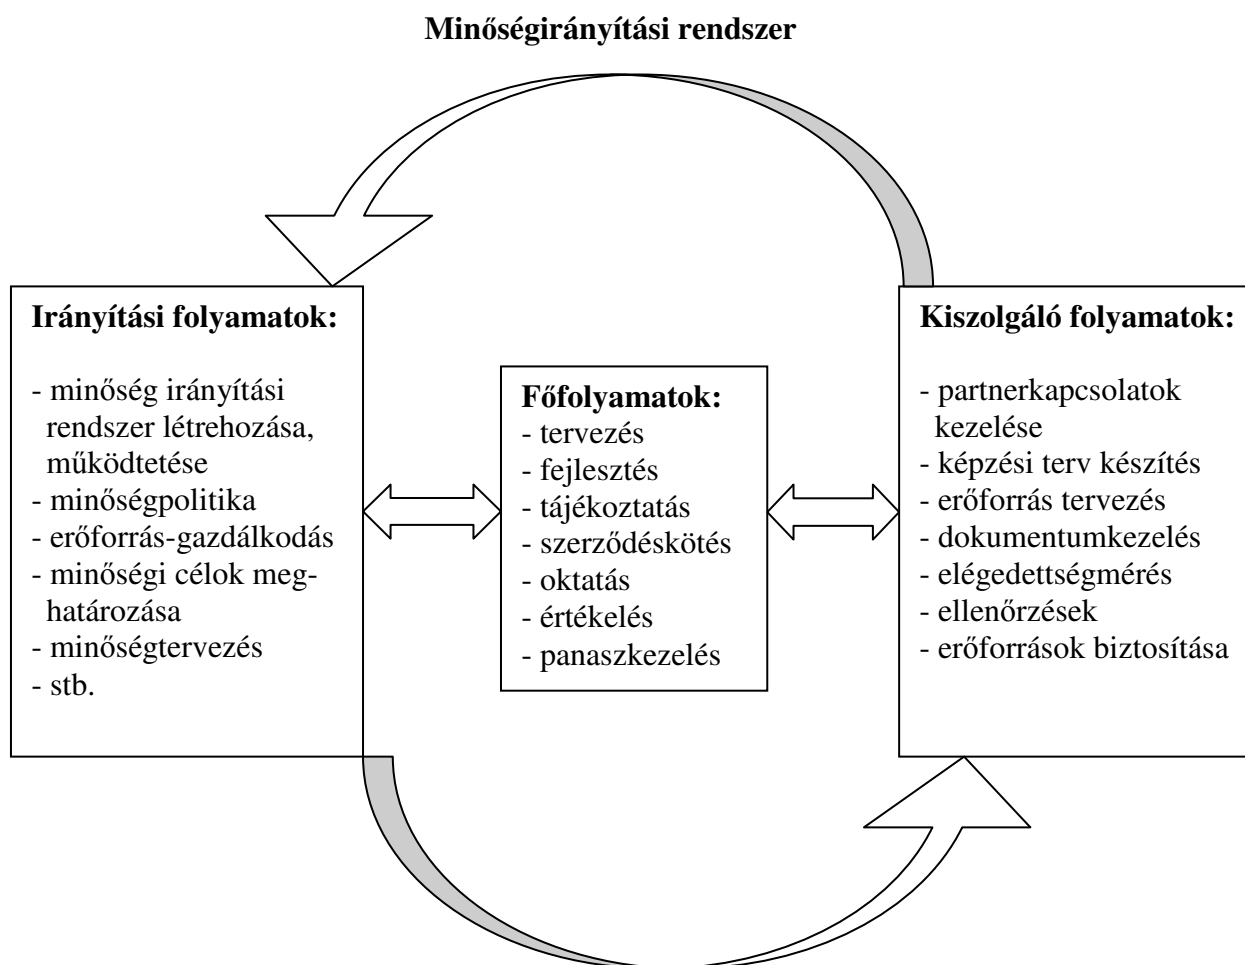 Minőségirányítási rendszer
Irányítási folyamatok:
- minőség irányítási
rendszer létrehozása,
működtetése
- minőségpolitika
- erőforrás-gazdálkodás
- minőségi célok meg-
határozása
- minőségtervezés
- stb.
Főfolyamatok:
- tervezés
- fejlesztés
- tájékoztatás
- szerződéskötés
- oktatás
- értékelés
- panaszkezelés
Kiszolgáló folyamatok:
- partnerkapcsolatok
kezelése
- képzési terv készítés
- erőforrás tervezés
- dokumentumkezelés
- elégedettségmérés
- ellenőrzések
- erőforrások biztosítása